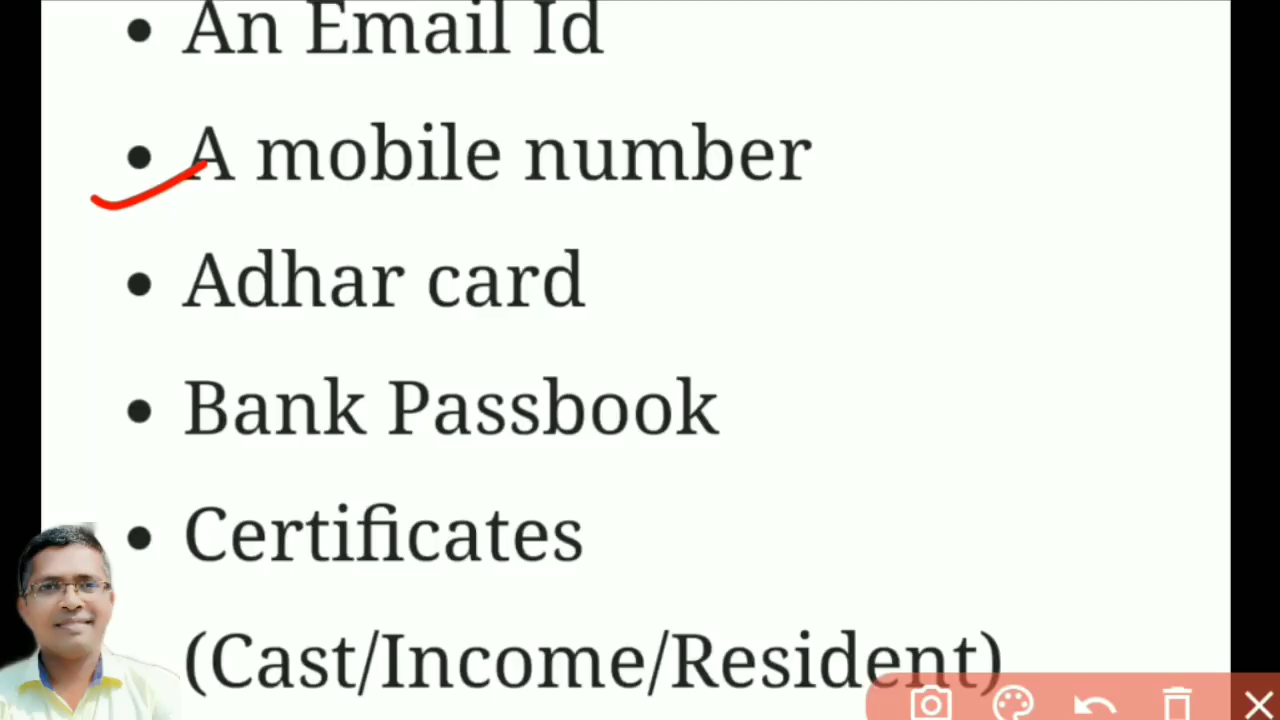 An Email Id
A mobile number
Adhar card
Bank Passbook
Certificates
(Cast/Income/Resident)